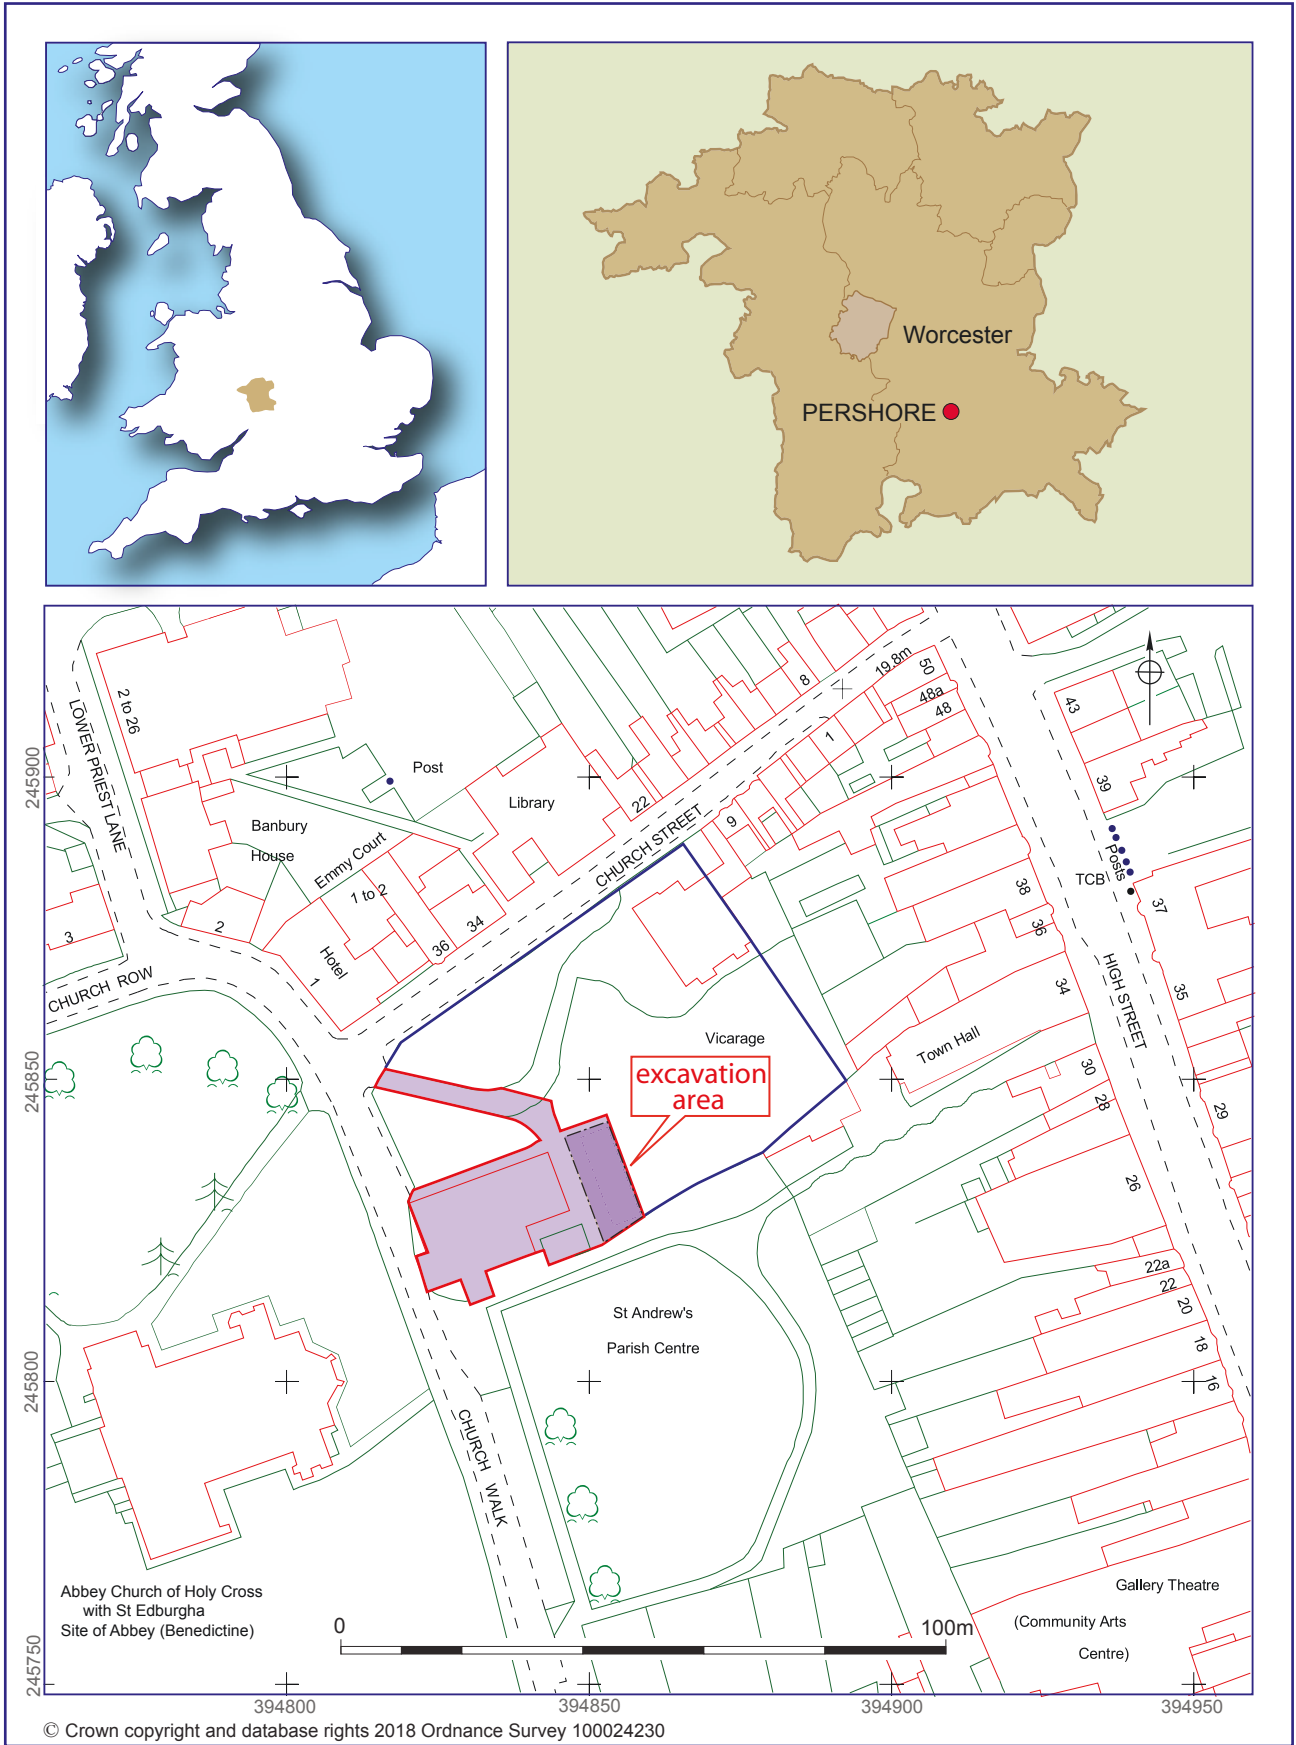 Worcester
PERSHORE
LOWER PRIEST LANE
2 to 26
Post
Banbury
House
Emmy Court
1 to 2
Library
22
8
19.8m
50
48a
48
1
9
CHURCH STREET
43
39
Posts
TCB
37
38
36
34
35
HIGH STREET
Town Hall
30
28
29
26
22a
22
20
18
16
3
2
Hotel
1
36
34
CHURCH ROW
Vicarage
excavation
area
St Andrew's
Parish Centre
CHURCH WALK
Abbey Church of Holy Cross
with St Edburgha
Site of Abbey (Benedictine)
Gallery Theatre
(Community Arts
Centre)
0
100m
245900
245850
245800
245750
394800
394850
394900
394950
© Crown copyright and database rights 2018 Ordnance Survey 100024230